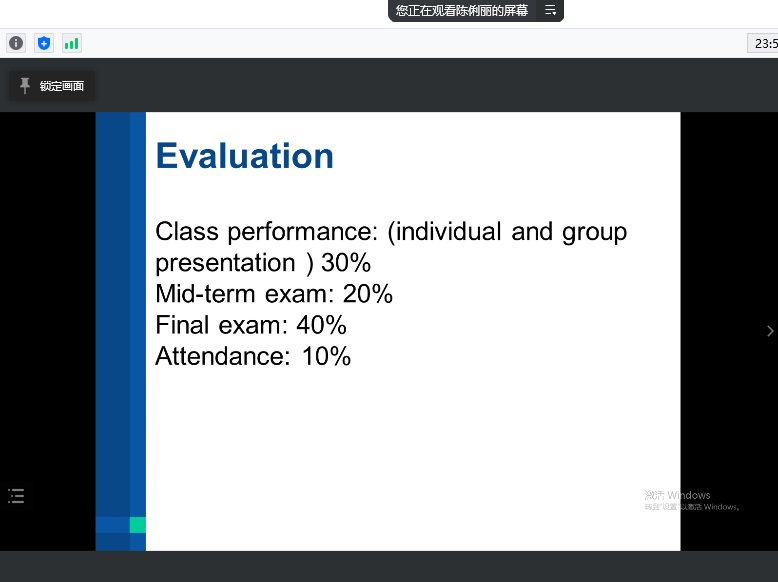 您正在观看陈俐丽的屏幕
23:5
锁定画面
Evaluation
Class performance: (individual and group
presentation ) 30%
Mid-term exam: 20%
Final exam: 40%
Attendance: 10%
激活 Windows
转到"设置"以激活 Windows。